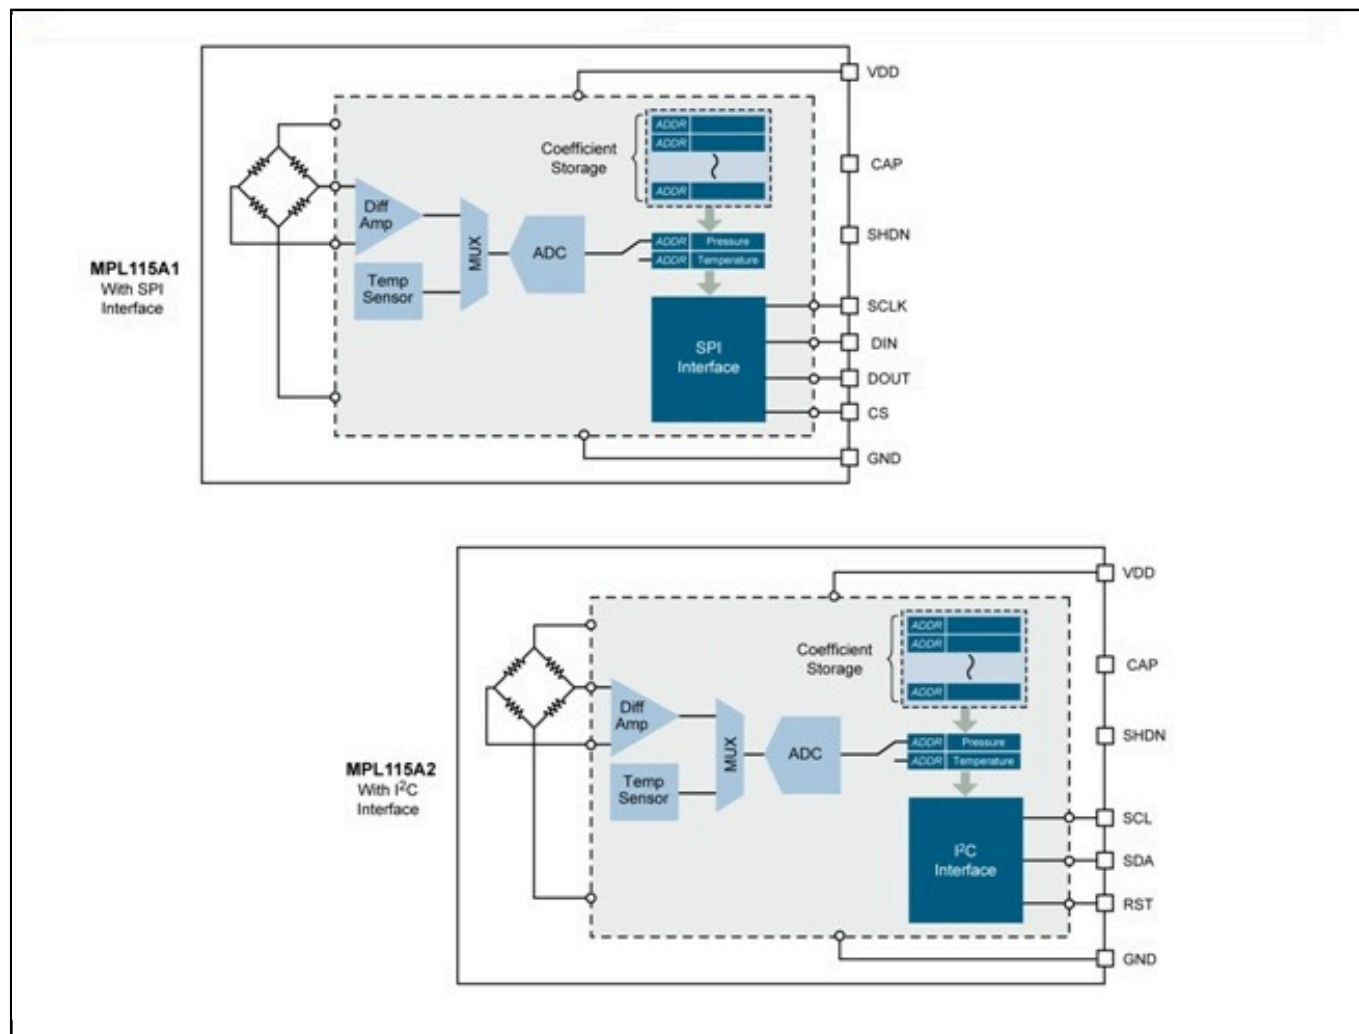 VDD
ADDR
Coefficient
Storage
ADDR
CAP
ADDR
Diff
Amp
SHDN
ADDR Pressure
MUX
ADC
ADDR Temperature
MPL115A1
With SPI
Interface
Temp
Sensor
SCLK
SPI
Interface
DIN
DOUT
CS
GND
VDD
ADDR
Coefficient
Storage
ADDR
CAP
ADDR
Diff
Amp
SHDN
ADDR Pressure
MUX
ADC
ADDR Temperature
MPL115A2
With I²C
Interface
Temp
Sensor
SCL
I²C
Interface
SDA
RST
GND